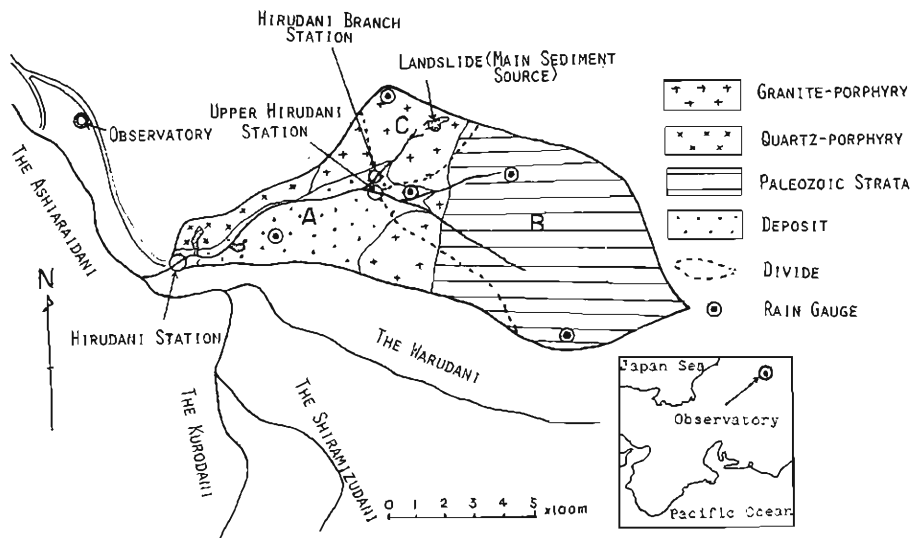 HIRUDANI BRANCH
STATION
LANDSLIDE(MAIN SEDIMENT
SOURCE)
UPPER HIRUDANI
STATION
OBSERVATORY
THE ASHIARAIDANI
C
A
B
N
HIRUDANI STATION
THE WARUDANI
THE KURODANI
THE SHIRAMIZUDANI
0 1 2 3 4 5 x100m
GRANITE-PORPHYRY
QUARTZ-PORPHYRY
PALEOZOIC STRATA
DEPOSIT
DIVIDE
RAIN GAUGE
Japan Sea
Observatory
Pacific Ocean